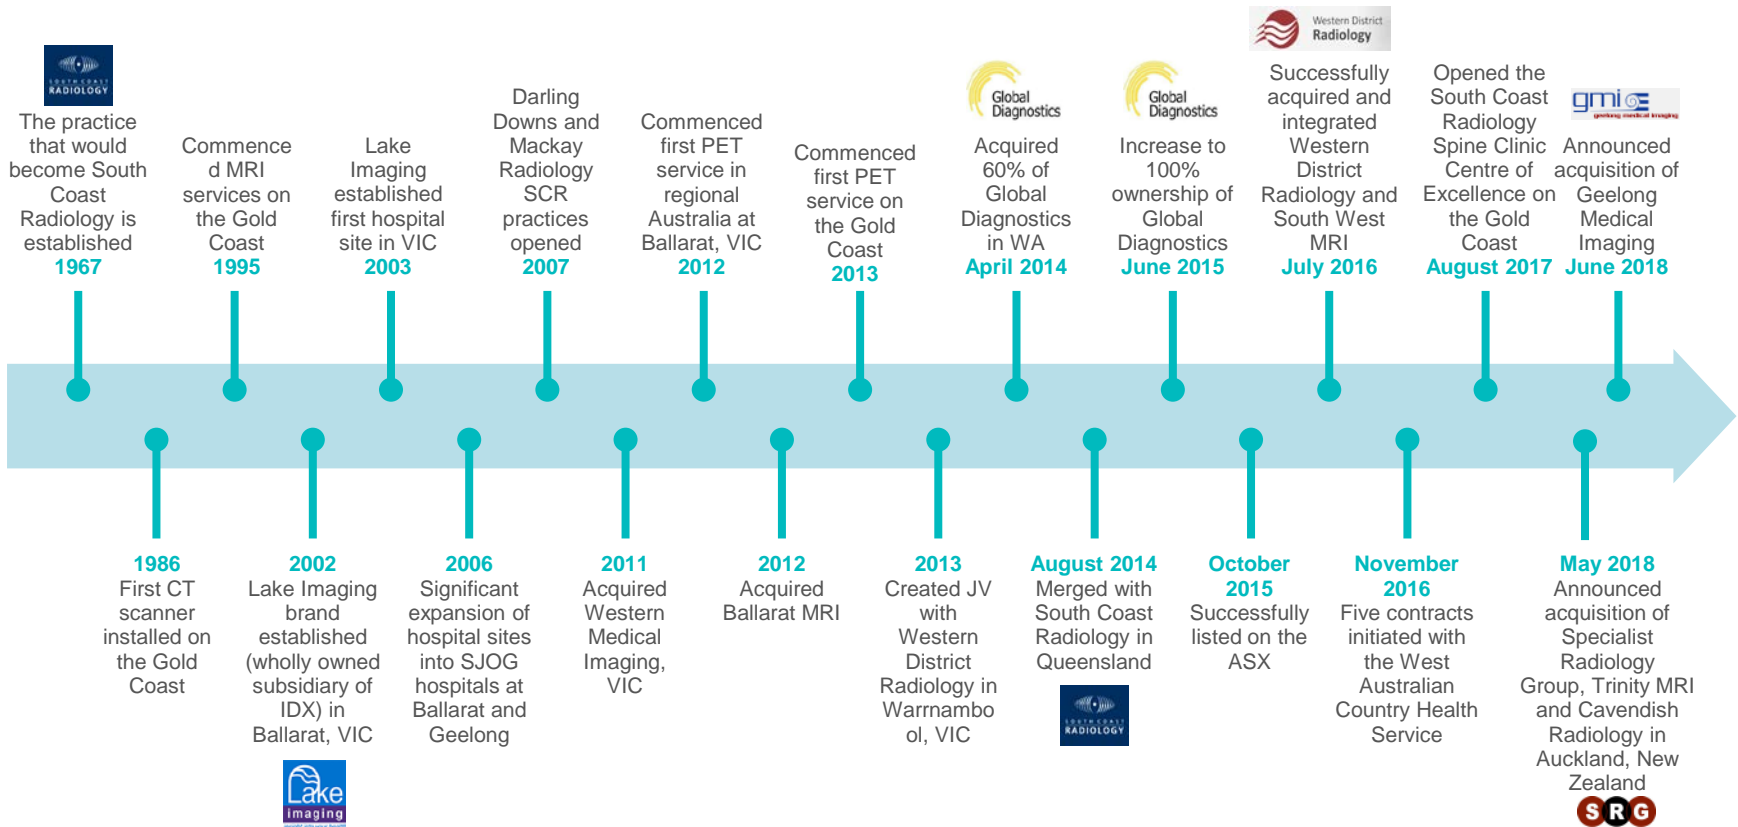 SOUTH COAST
RADIOLOGY
The practice
that would
become South
Coast
Radiology is
established
1967
Commence
d MRI
services on
the Gold
Coast
1995
Lake
Imaging
established
first hospital
site in VIC
2003
Darling
Downs and
Mackay
Radiology
SCR
practices
opened
2007
Commenced
first PET
service in
regional
Australia at
Ballarat, VIC
2012
Commenced
first PET
service on
the Gold
Coast
2013
Global
Diagnostics
Acquired
60% of
Global
Diagnostics
in WA
April 2014
Global
Diagnostics
Increase to
100%
ownership of
Global
Diagnostics
June 2015
Western District
Radiology
Successfully
acquired and
integrated
Western
District
Radiology and
South West
MRI
July 2016
Opened the
South Coast
Radiology
Spine Clinic
Centre of
Excellence on
the Gold
Coast
August 2017
gmi
geelong medical imaging
Announced
acquisition of
Geelong
Medical
Imaging
June 2018
1986
First CT
scanner
installed on
the Gold
Coast
2002
Lake Imaging
brand
established
(wholly owned
subsidiary of
IDX) in
Ballarat, VIC
Lake
imaging
2006
Significant
expansion of
hospital sites
into SJOG
hospitals at
Ballarat and
Geelong
2011
Acquired
Western
Medical
Imaging,
VIC
2012
Acquired
Ballarat MRI
2013
Created JV
with
Western
District
Radiology in
Warrnambo
ol, VIC
August 2014
Merged with
South Coast
Radiology in
Queensland
SOUTH COAST
RADIOLOGY
October
2015
Successfully
listed on the
ASX
November
2016
Five contracts
initiated with
the West
Australian
Country Health
Service
May 2018
Announced
acquisition of
Specialist
Radiology
Group, Trinity MRI
and Cavendish
Radiology in
Auckland, New
Zealand
SRG